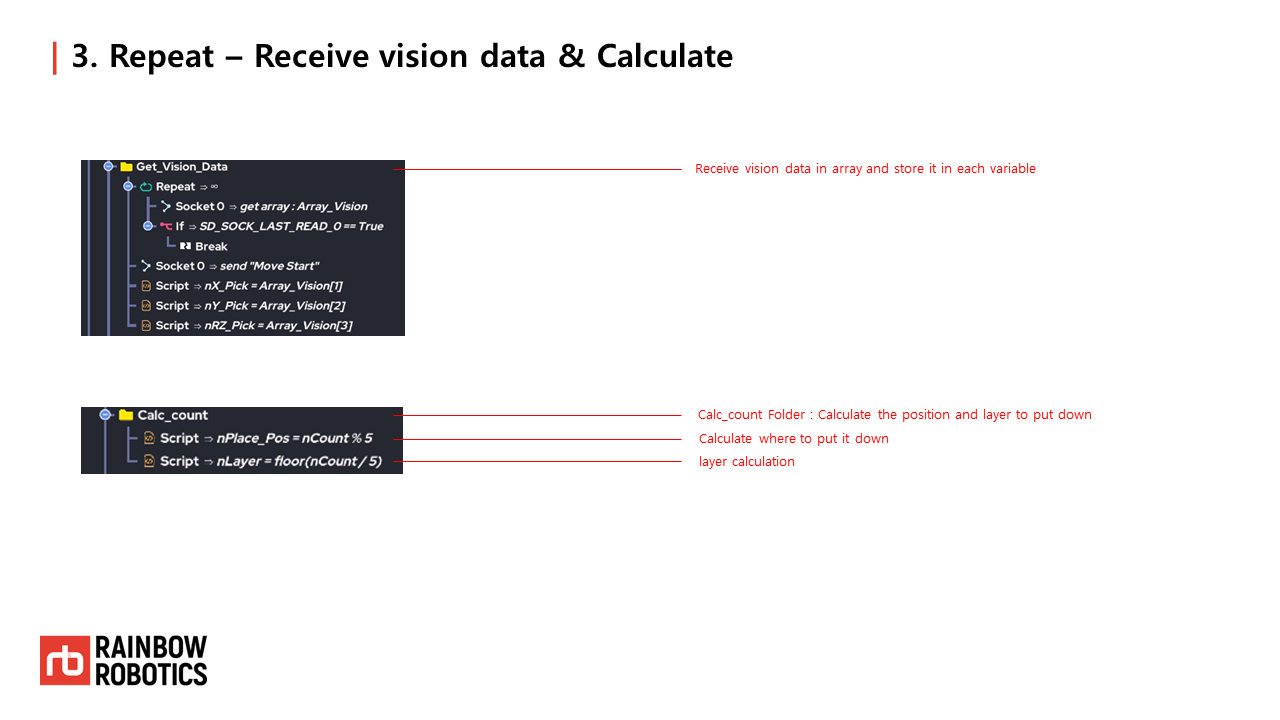 3. Repeat – Receive vision data & Calculate
Get_Vision_Data
Repeat ⇒ ∞
Socket 0 ⇒ get array : Array_Vision
If ⇒ SD_SOCK_LAST_READ_0 == True
Break
Socket 0 ⇒ send "Move Start"
Script ⇒ nX_Pick = Array_Vision[1]
Script ⇒ nY_Pick = Array_Vision[2]
Script ⇒ nRZ_Pick = Array_Vision[3]
Receive vision data in array and store it in each variable
Calc_count
Script ⇒ nPlace_Pos = nCount % 5
Script ⇒ nLayer = floor(nCount / 5)
Calc_count Folder : Calculate the position and layer to put down
Calculate where to put it down
layer calculation
rb
RAINBOW
ROBOTICS